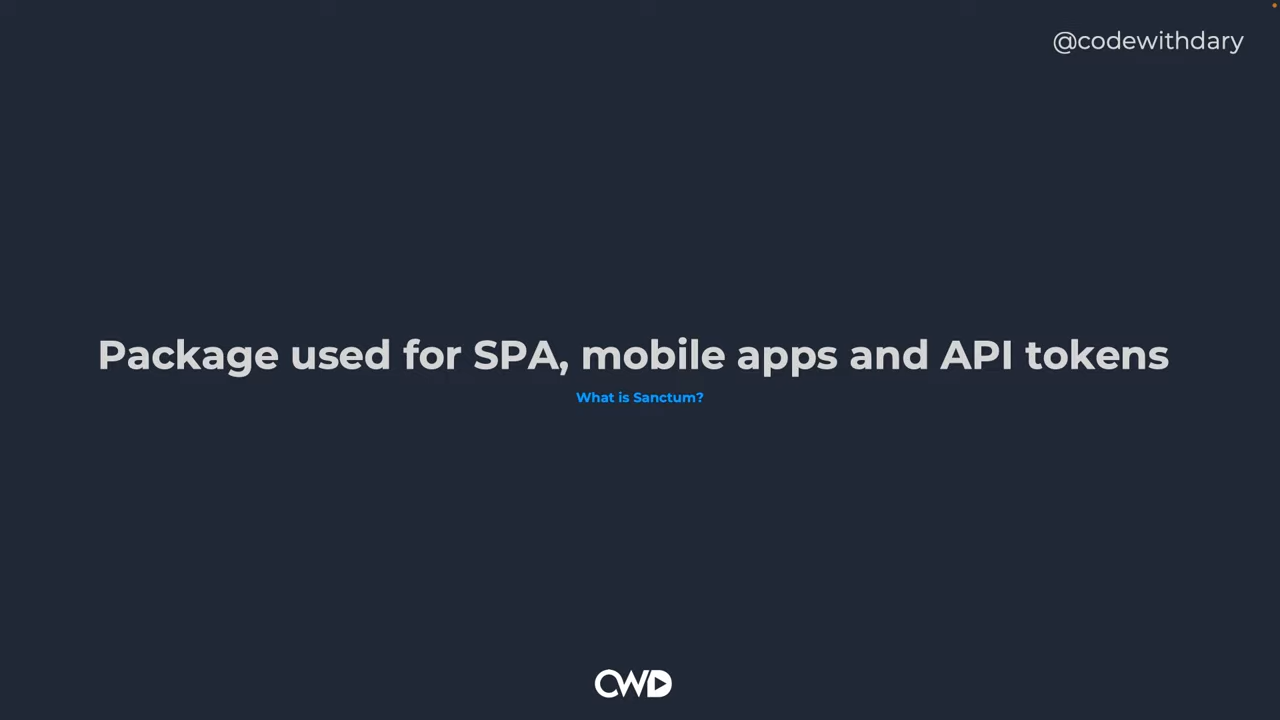 @codewithdary
Package used for SPA, mobile apps and API tokens
What is Sanctum?
CWD